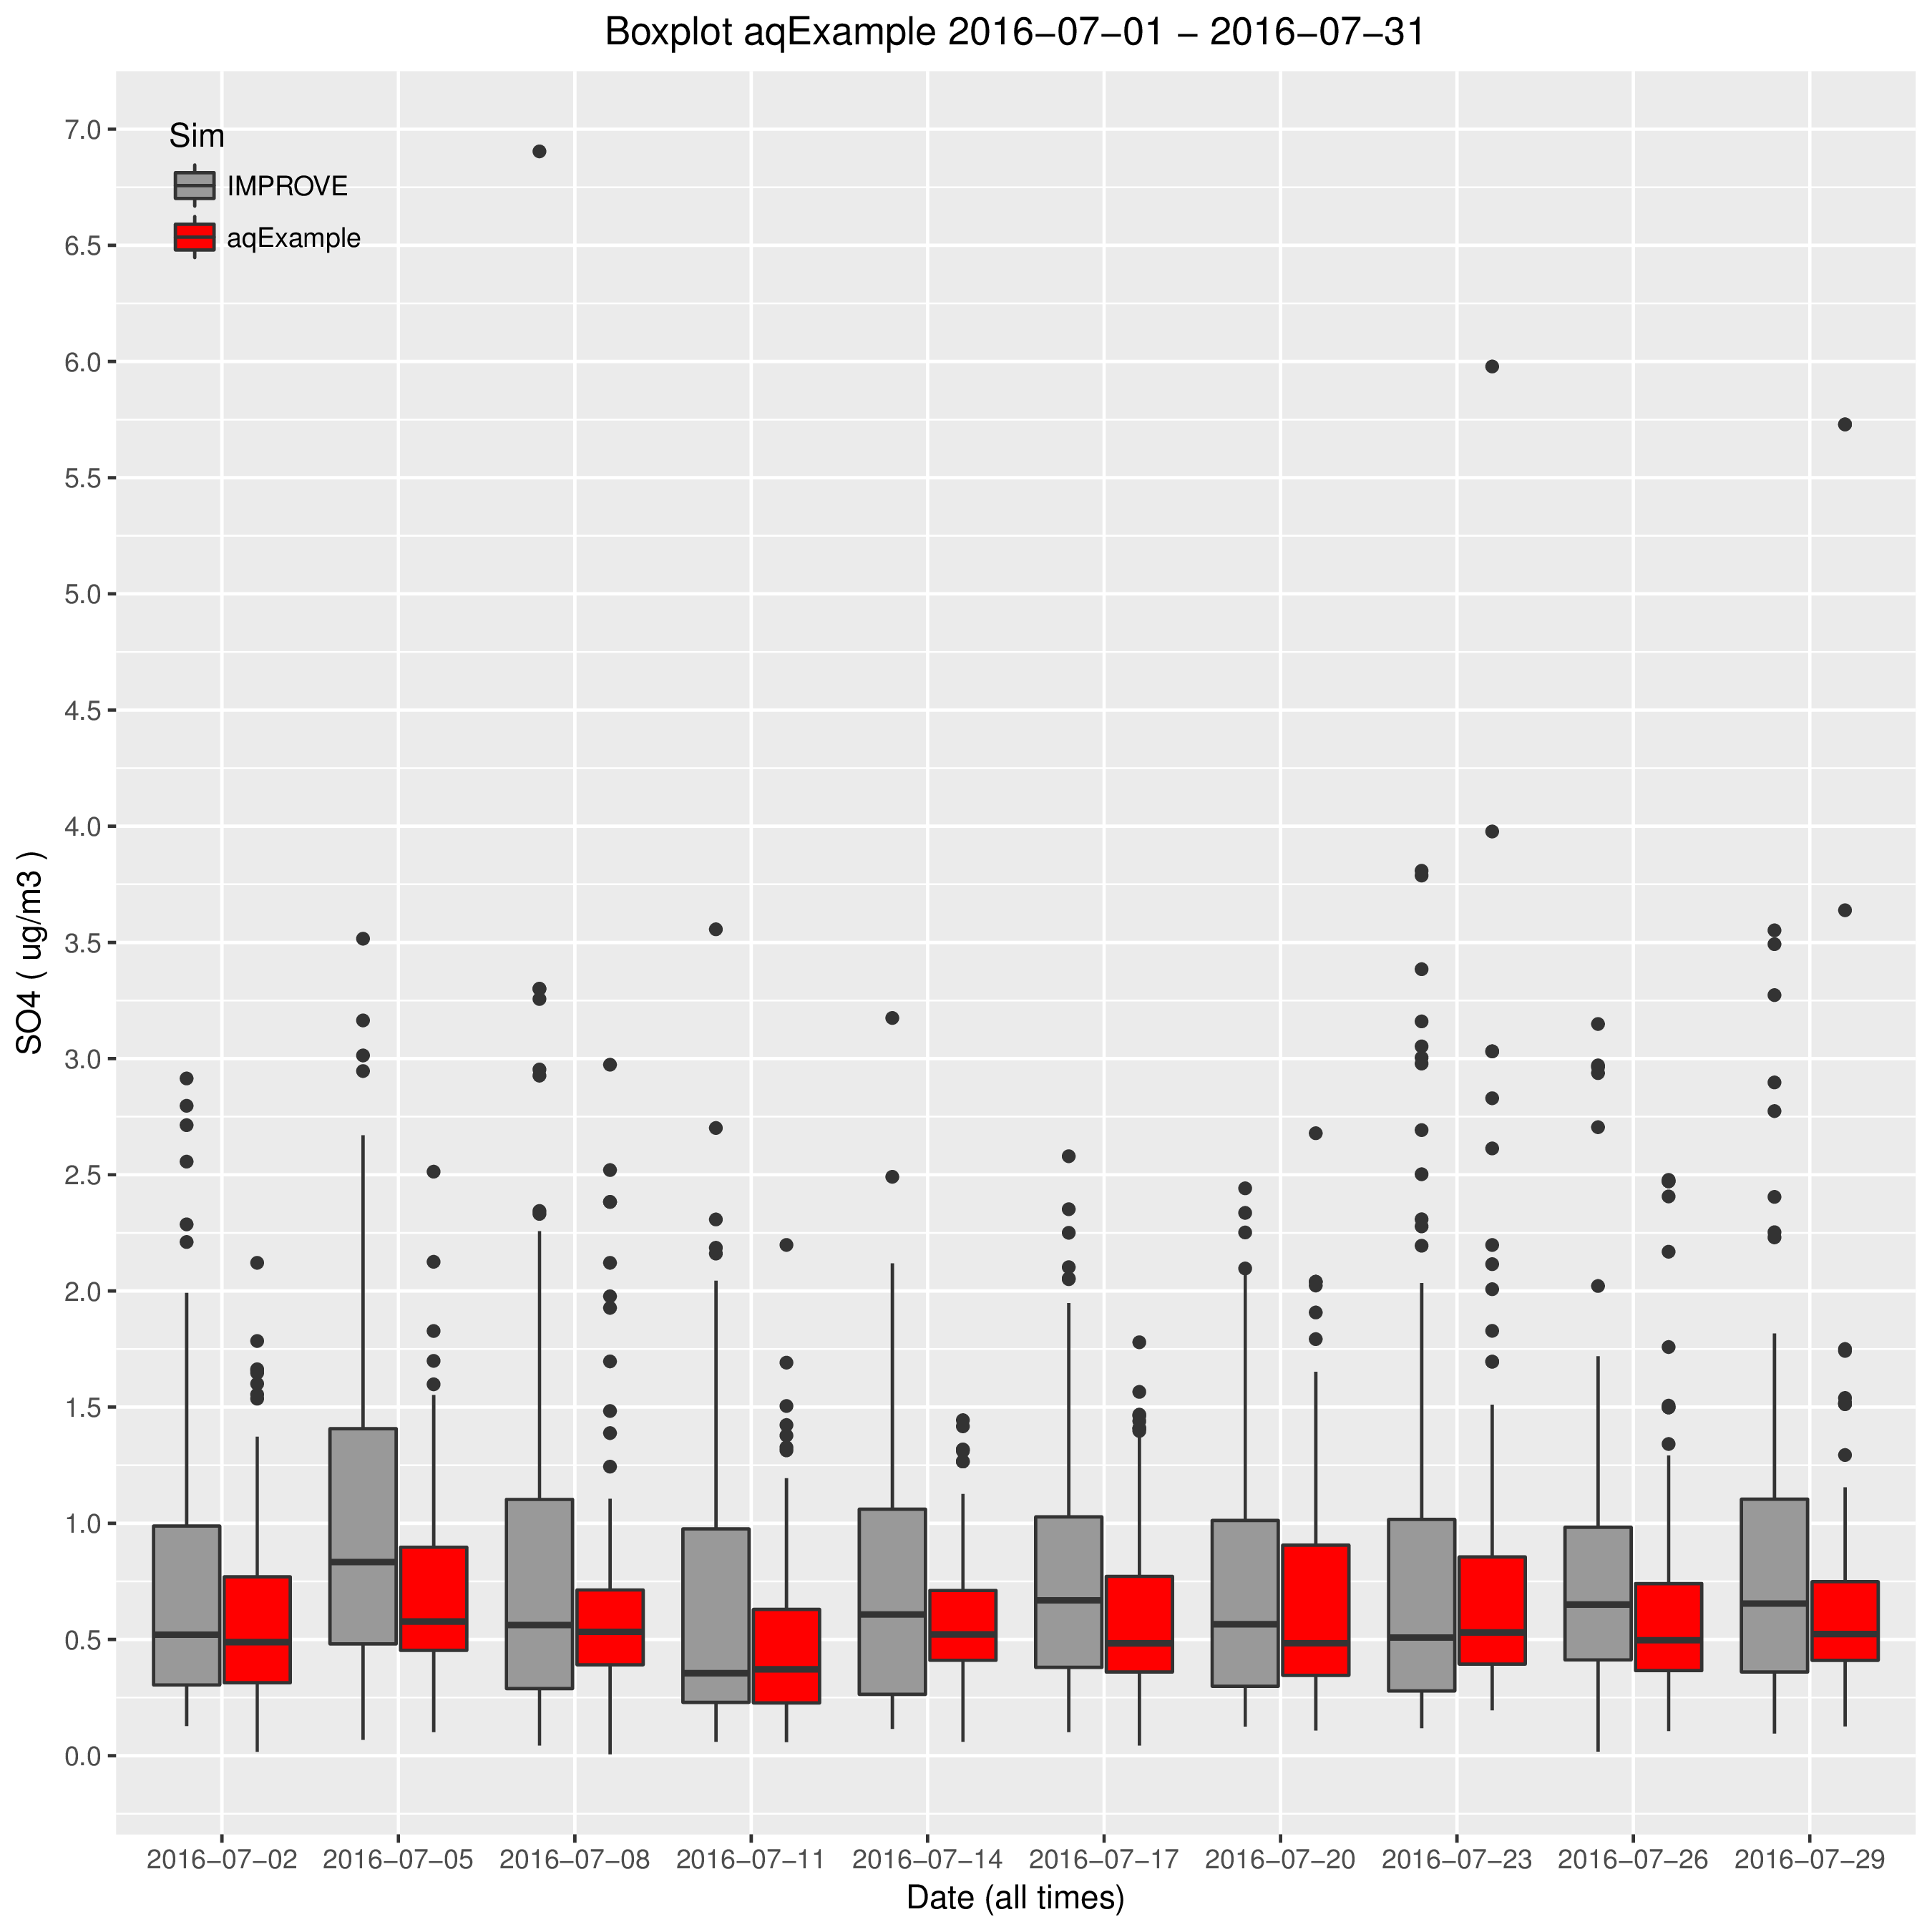 Boxplot aqExample 2016−07−01 − 2016−07−31
Sim
IMPROVE
aqExample
7.0
6.5
6.0
5.5
5.0
4.5
4.0
3.5
3.0
2.5
2.0
1.5
1.0
0.5
0.0
SO4 ( ug/m3 )
2016−07−02 2016−07−05 2016−07−08 2016−07−11 2016−07−14 2016−07−17 2016−07−20 2016−07−23 2016−07−26 2016−07−29
Date (all times)